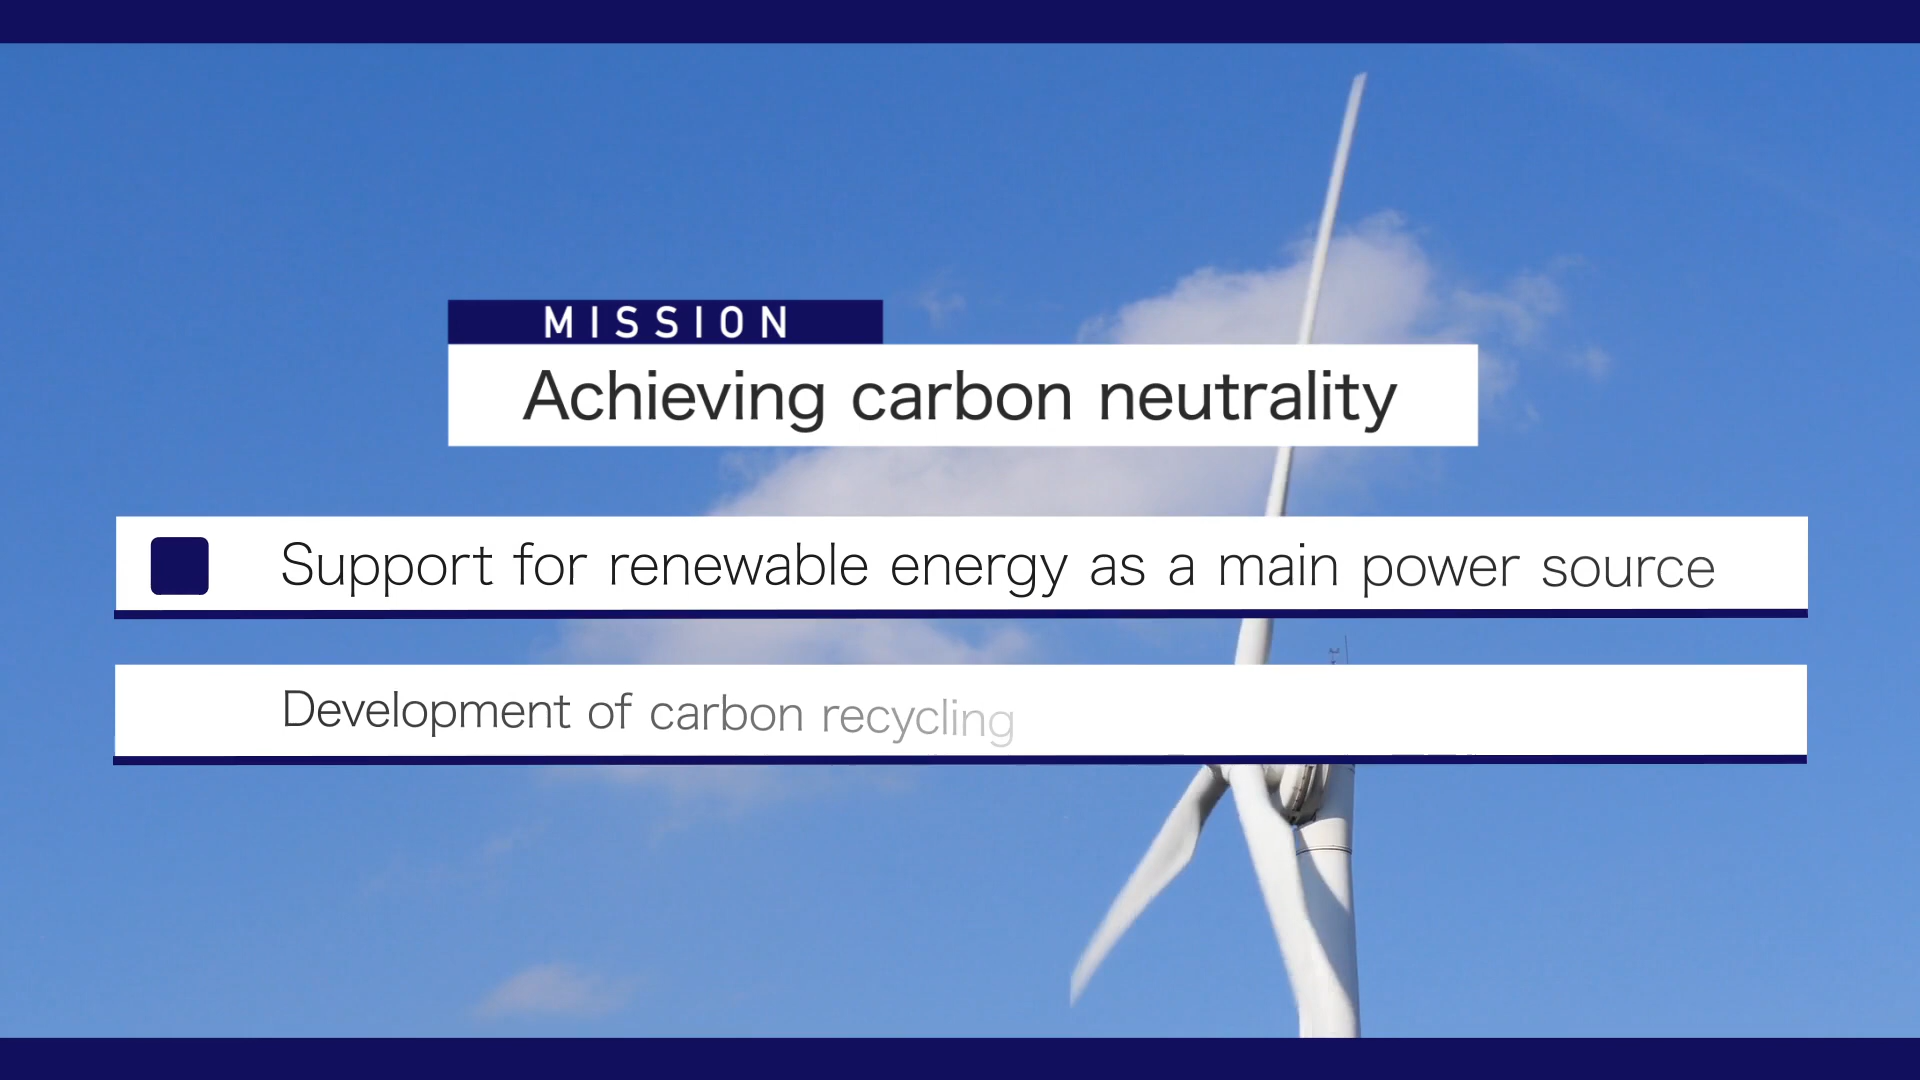 MISSION
Achieving carbon neutrality
Support for renewable energy as a main power source
Development of carbon recycling